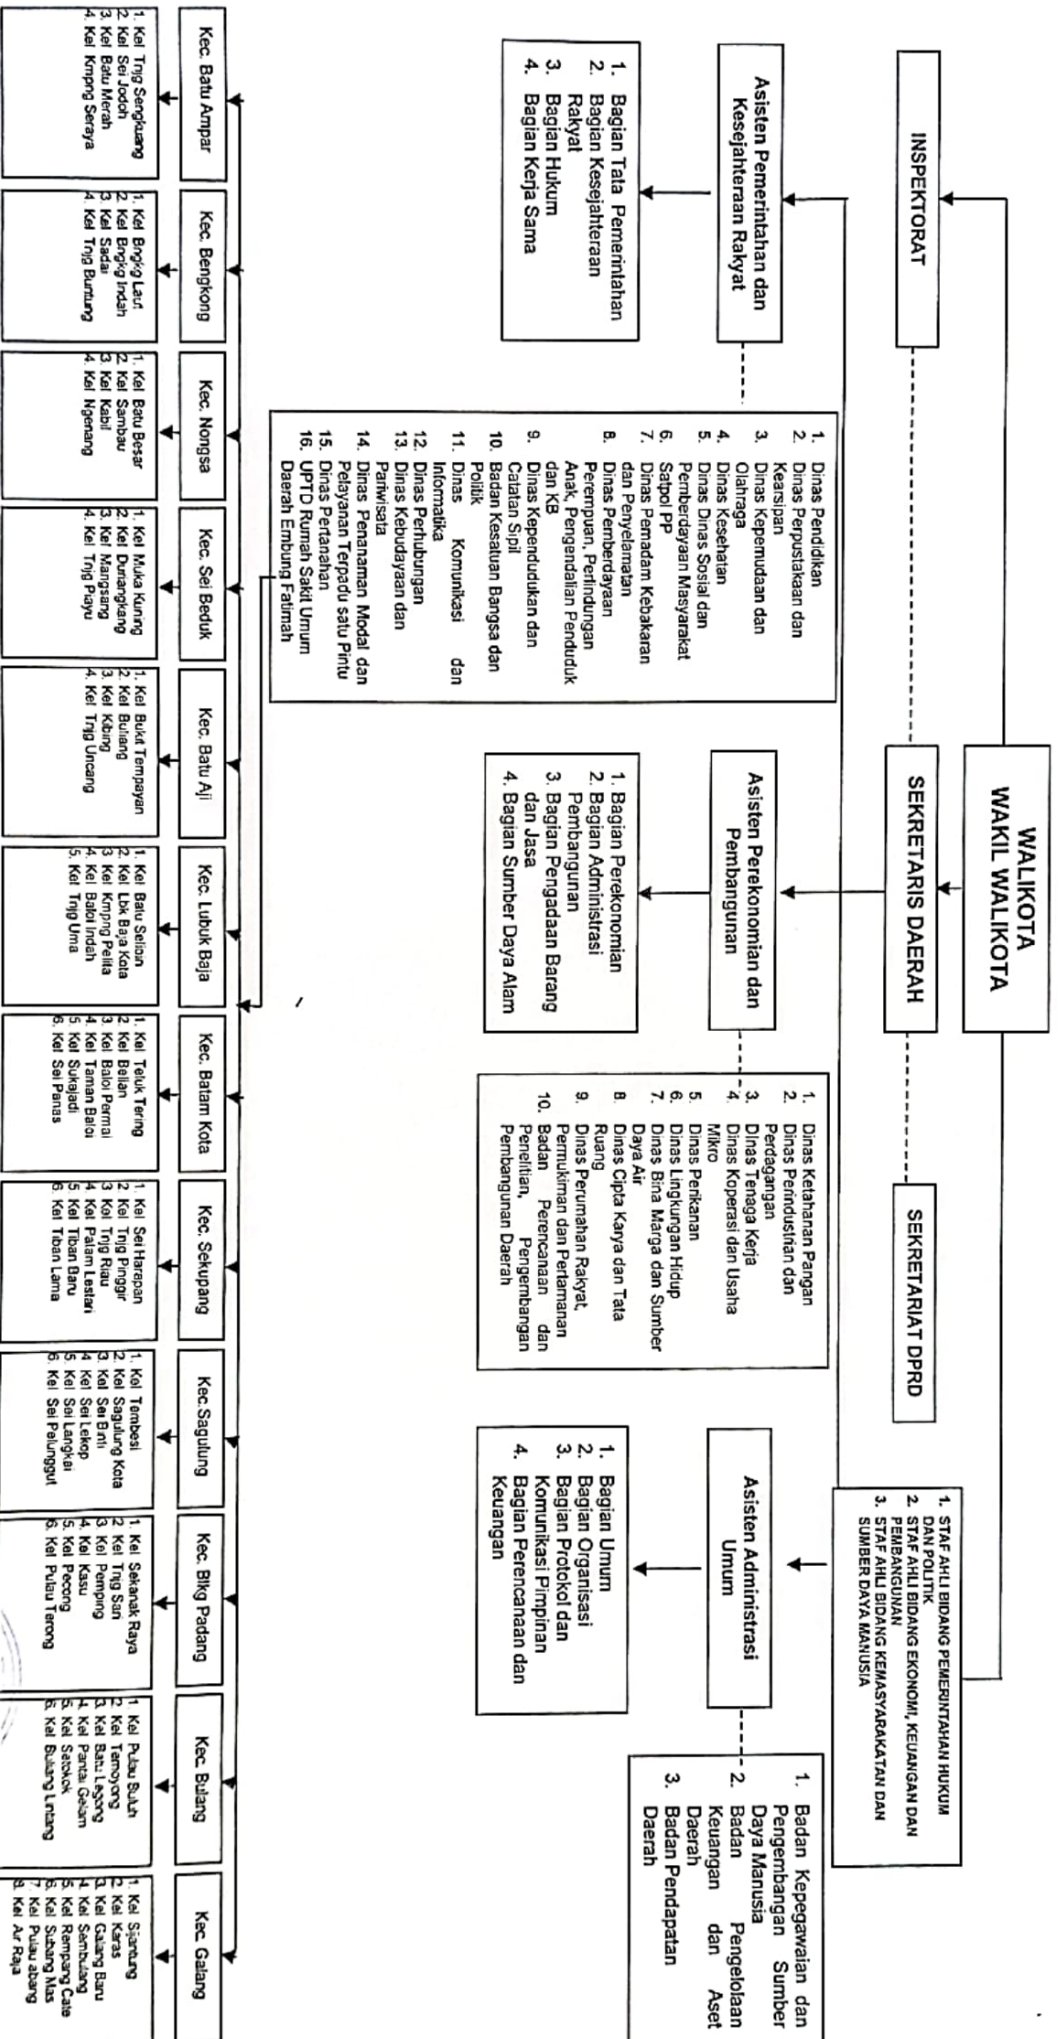 WALIKOTA
WAKIL WALIKOTA
INSPEKTORAT
SEKRETARIS DAERAH
SEKRETARIAT DPRD
1. STAF AHLI BIDANG PEMERINTAHAN HUKUM
DAN POLITIK
2. STAF AHLI BIDANG EKONOMI, KEUANGAN DAN
PEMBANGUNAN
3. STAF AHLI BIDANG KEMASYARAKATAN DAN
SUMBER DAYA MANUSIA
Asisten Pemerintahan dan
Kesejahteraan Rakyat
1. Bagian Tata Pemerintahan
2. Bagian Kesejahteraan
Rakyat
3. Bagian Hukum
4. Bagian Kerja Sama
1. Dinas Pendidikan
2. Dinas Perpustakaan dan
Kearsipan
3. Dinas Kepemudaan dan
Olahraga
4. Dinas Kesehatan
5. Dinas Dinas Sosial dan
Pemberdayaan Masyarakat
6. Satpol PP
7. Dinas Pemadam Kebakaran
dan Penyelamatan
8. Dinas Pemberdayaan
Perempuan, Perlindungan
Anak, Pengendalian Penduduk
dan KB
9. Dinas Kependudukan dan
Catatan Sipil
10. Badan Kesatuan Bangsa dan
Politik
11. Dinas Komunikasi dan
Informatika
12. Dinas Perhubungan
13. Dinas Kebudayaan dan
Pariwisata
14. Dinas Penanaman Modal dan
Pelayanan Terpadu satu Pintu
15. Dinas Pertanahan
16. UPTD Rumah Sakit Umum
Daerah Embung Fatimah
Asisten Perekonomian dan
Pembangunan
1. Bagian Perekonomian
2. Bagian Administrasi
Pembangunan
3. Bagian Pengadaan Barang
dan Jasa
4. Bagian Sumber Daya Alam
1. Dinas Ketahanan Pangan
2. Dinas Perindustrian dan
Perdagangan
3. Dinas Tenaga Kerja
4. Dinas Koperasi dan Usaha
Mikro
5. Dinas Perikanan
6. Dinas Lingkungan Hidup
7. Dinas Bina Marga dan Sumber
Daya Air
8. Dinas Cipta Karya dan Tata
Ruang
9. Dinas Perumahan Rakyat,
Permukiman dan Pertamanan
10. Badan Perencanaan dan
Penelitian, Pengembangan
Pembangunan Daerah
Asisten Administrasi
Umum
1. Bagian Umum
2. Bagian Organisasi
3. Bagian Protokol dan
Komunikasi Pimpinan
4. Bagian Perencanaan dan
Keuangan
1. Badan Kepegawaian dan
Pengembangan Sumber
Daya Manusia
2. Badan Pengelolaan
Keuangan dan Aset
Daerah
3. Badan Pendapatan
Daerah
Kec. Batu Ampar
1. Kel Tnjg Sengkuang
2. Kel Sei Jodoh
3. Kel Batu Merah
4. Kel Kmpng Seraya
Kec. Bengkong
1. Kel Bngkg Laut
2. Kel Bngkg Indah
3. Kel Sadai
4. Kel Tnjg Buntung
Kec. Nongsa
1. Kel Batu Besar
2. Kel Sambau
3. Kel Kabil
4. Kel Ngenang
Kec. Sei Beduk
1. Kel Muka Kuning
2. Kel Duriangkang
3. Kel Mangsang
4. Kel Tnjg Piayu
Kec. Batu Aji
1. Kel Bukit Tempayan
2. Kel Buliang
3. Kel Kibing
4. Kel Tnjg Uncang
Kec. Lubuk Baja
1. Kel Batu Selicin
2. Kel Lbk Baja Kota
3. Kel Kmpng Pelita
4. Kel Baloi Indah
5. Kel Tnjg Uma
Kec. Batam Kota
1. Kel Teluk Tering
2. Kel Belian
3. Kel Baloi Permai
4. Kel Taman Baloi
5. Kel Sukajadi
6. Kel Sei Panas
Kec. Sekupang
1. Kel Sei Harapan
2. Kel Tnjg Pinggir
3. Kel Tnjg Riau
4. Kel Patam Lestari
5. Kel Tiban Baru
6. Kel Tiban Lama
Kec.Sagulung
1. Kel Tembesi
2. Kel Sagulung Kota
3. Kel Sei Binti
4. Kel Sei Lekop
5. Kel Sei Langkai
6. Kel Sei Pelunggut
Kec. Blkg Padang
1. Kel Sekanak Raya
2. Kel Tnjg Sari
3. Kel Pemping
4. Kel Kasu
5. Kel Pecong
6. Kel Pulau Terong
Kec. Bulang
1. Kel Pulau Buluh
2. Kel Temoyong
3. Kel Batu Legong
4. Kel Pantai Gelam
5. Kel Setokok
6. Kel Bulang Lintang
Kec. Galang
1. Kel Sijantung
2. Kel Karas
3. Kel Galang Baru
4. Kel Sembulang
5. Kel Rempang Cate
6. Kel Subang Mas
7. Kel Pulau abang
8. Kel Air Raja